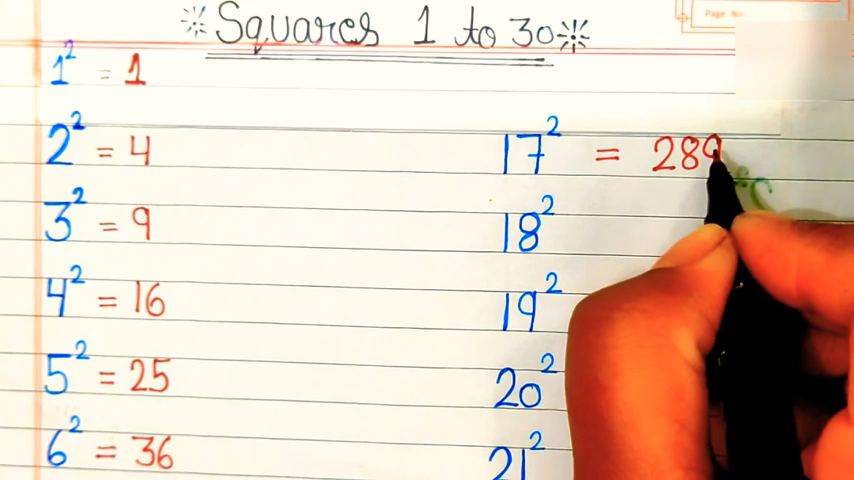 Page No
Squares 1 to 30
1² = 1
2² = 4
3² = 9
4² = 16
5² = 25
6² = 36
17² = 289
18²
19²
20²
21²